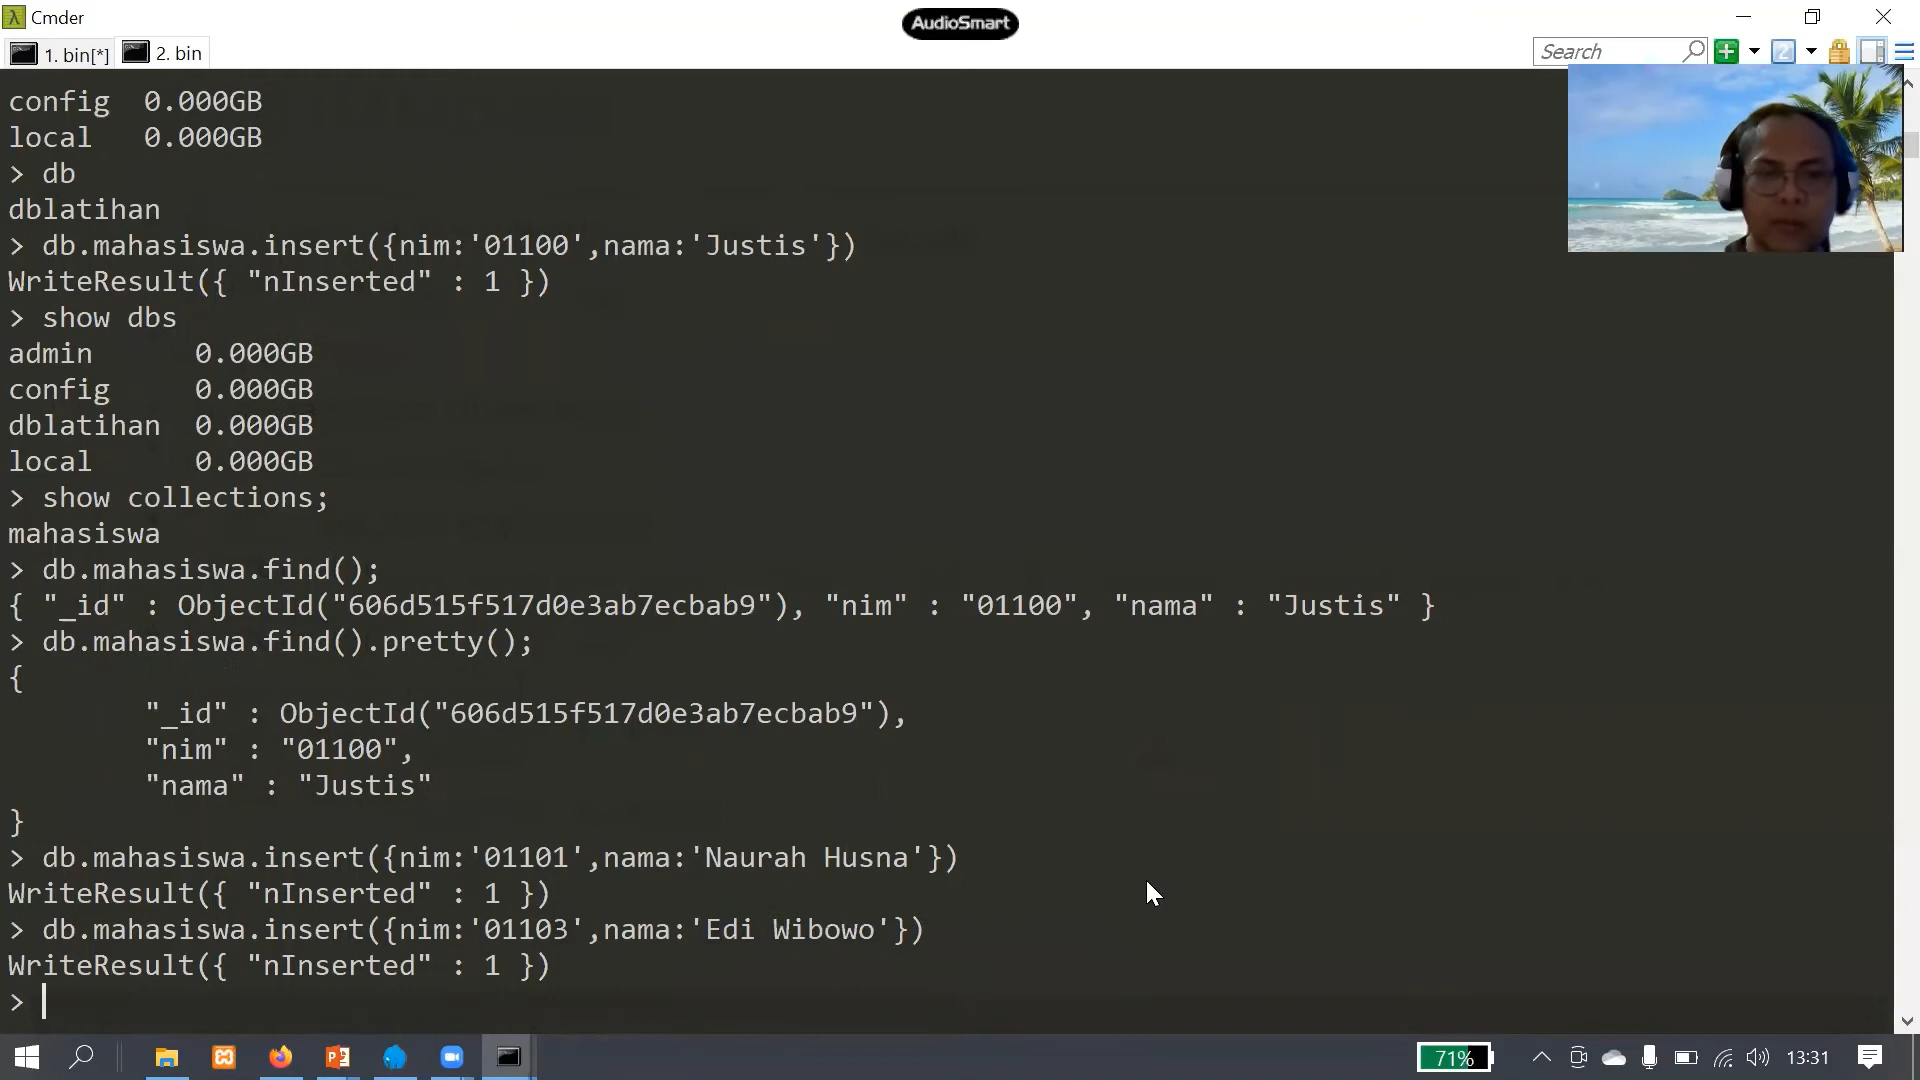 Cmder
AudioSmart
1. bin[*]
2. bin
Search
2
config  0.000GB
local   0.000GB
> db
dblatihan
> db.mahasiswa.insert({nim:'01100',nama:'Justis'})
WriteResult({ "nInserted" : 1 })
> show dbs
admin      0.000GB
config     0.000GB
dblatihan  0.000GB
local      0.000GB
> show collections;
mahasiswa
> db.mahasiswa.find();
{ "_id" : ObjectId("606d515f517d0e3ab7ecbab9"), "nim" : "01100", "nama" : "Justis" }
> db.mahasiswa.find().pretty();
{
        "_id" : ObjectId("606d515f517d0e3ab7ecbab9"),
        "nim" : "01100",
        "nama" : "Justis"
}
> db.mahasiswa.insert({nim:'01101',nama:'Naurah Husna'})
WriteResult({ "nInserted" : 1 })
> db.mahasiswa.insert({nim:'01103',nama:'Edi Wibowo'})
WriteResult({ "nInserted" : 1 })
>
71%
13:31